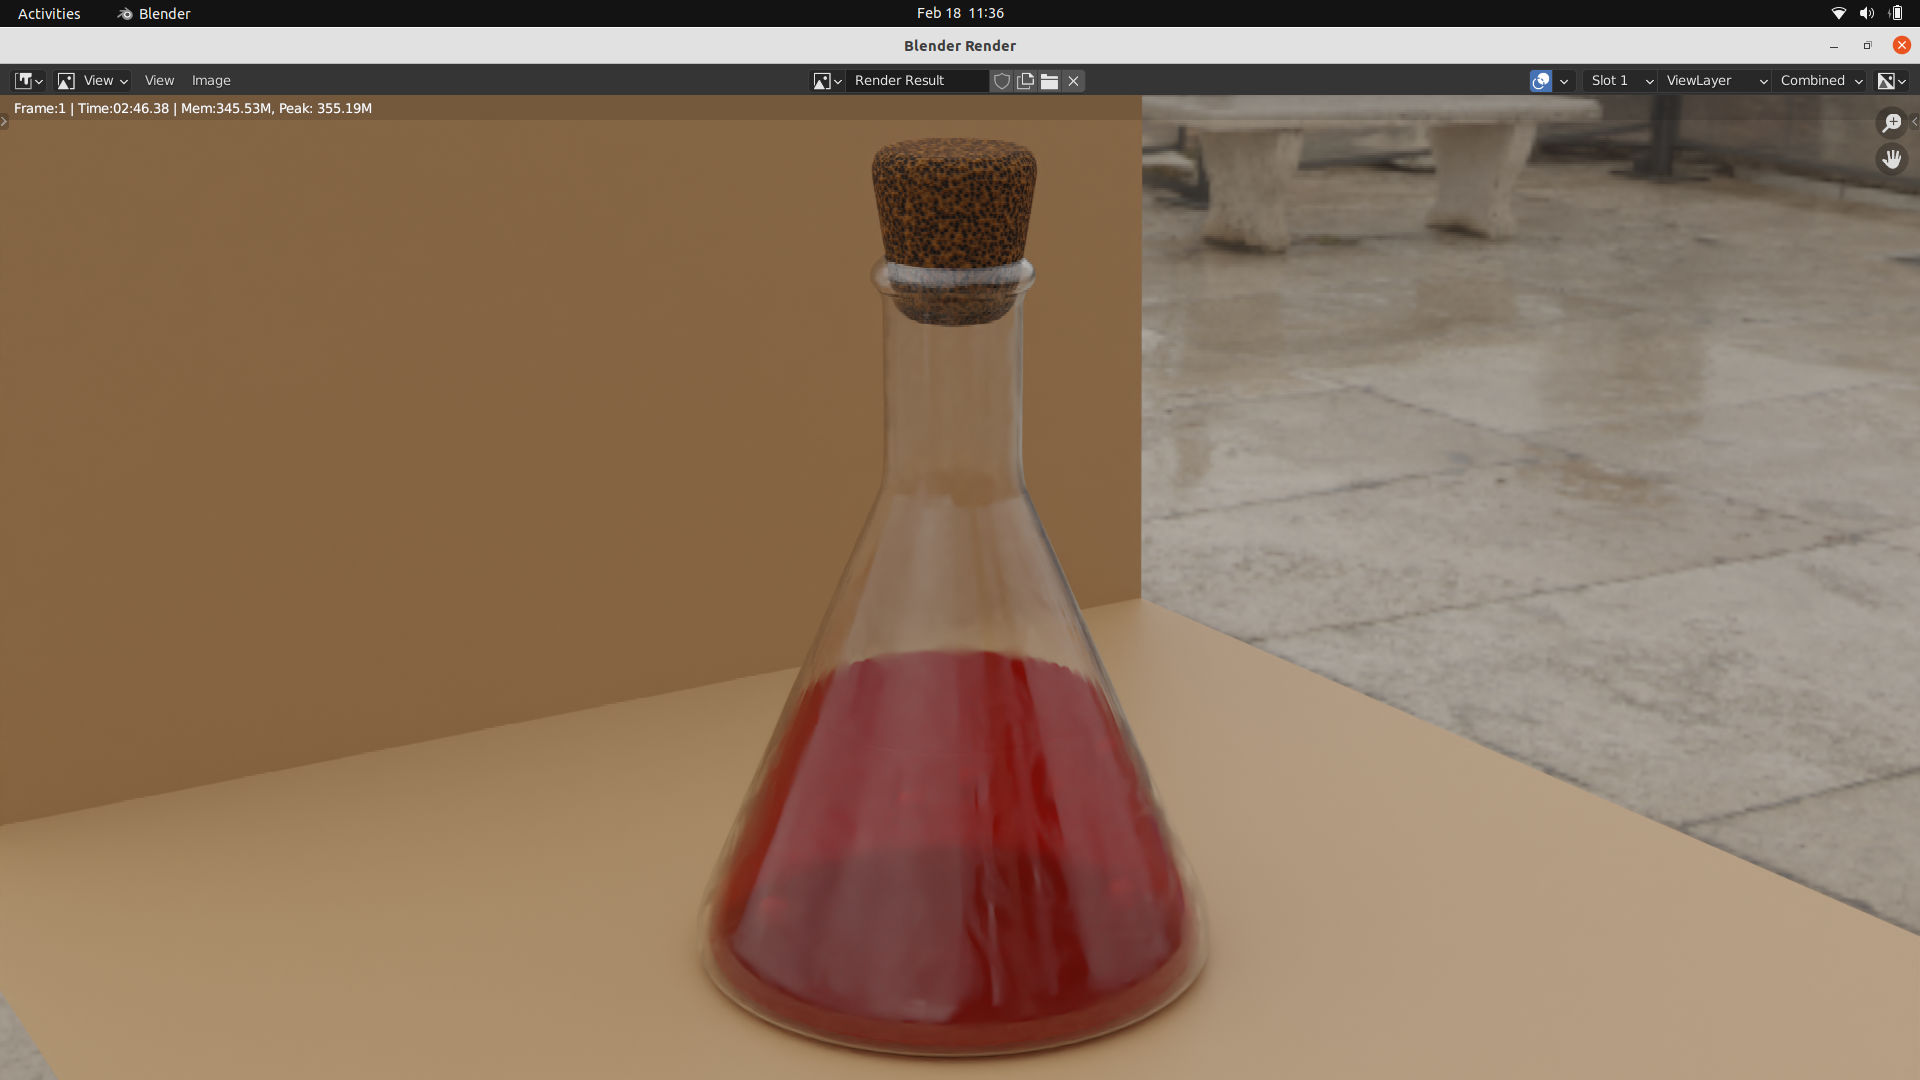 Activities Blender Feb 18 11:36
Blender Render
View View Image Render Result Slot 1 ViewLayer Combined
Frame:1 | Time:02:46.38 | Mem:345.53M, Peak: 355.19M